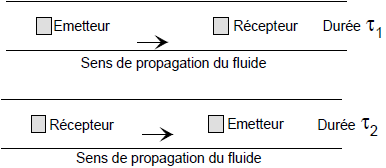 Emetteur Récepteur Durée τ1
Sens de propagation du fluide
Récepteur Emetteur Durée τ2
Sens de propagation du fluide